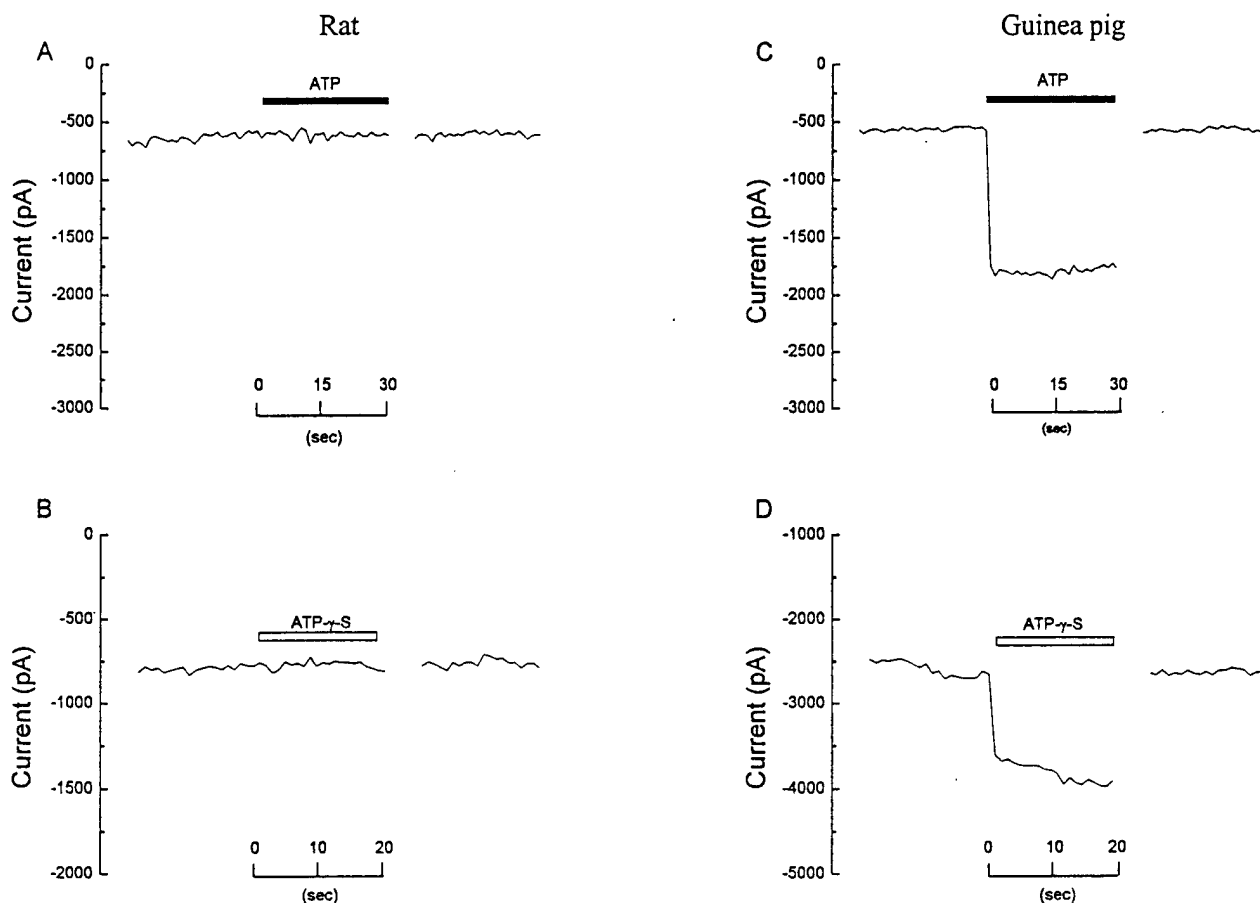 Rat
A
ATP
0
-500
-1000
-1500
-2000
-2500
-3000
Current (pA)
0 15 30
(sec)
B
ATP-γ-S
0
-500
-1000
-1500
-2000
Current (pA)
0 10 20
(sec)
Guinea pig
C
ATP
0
-500
-1000
-1500
-2000
-2500
-3000
Current (pA)
0 15 30
(sec)
D
ATP-γ-S
-1000
-2000
-3000
-4000
-5000
Current (pA)
0 10 20
(sec)